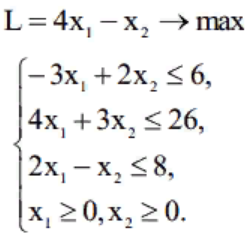 L = 4x₁ − x₂ → max
−3x₁ + 2x₂ ≤ 6,
4x₁ + 3x₂ ≤ 26,
2x₁ − x₂ ≤ 8,
x₁ ≥ 0, x₂ ≥ 0.